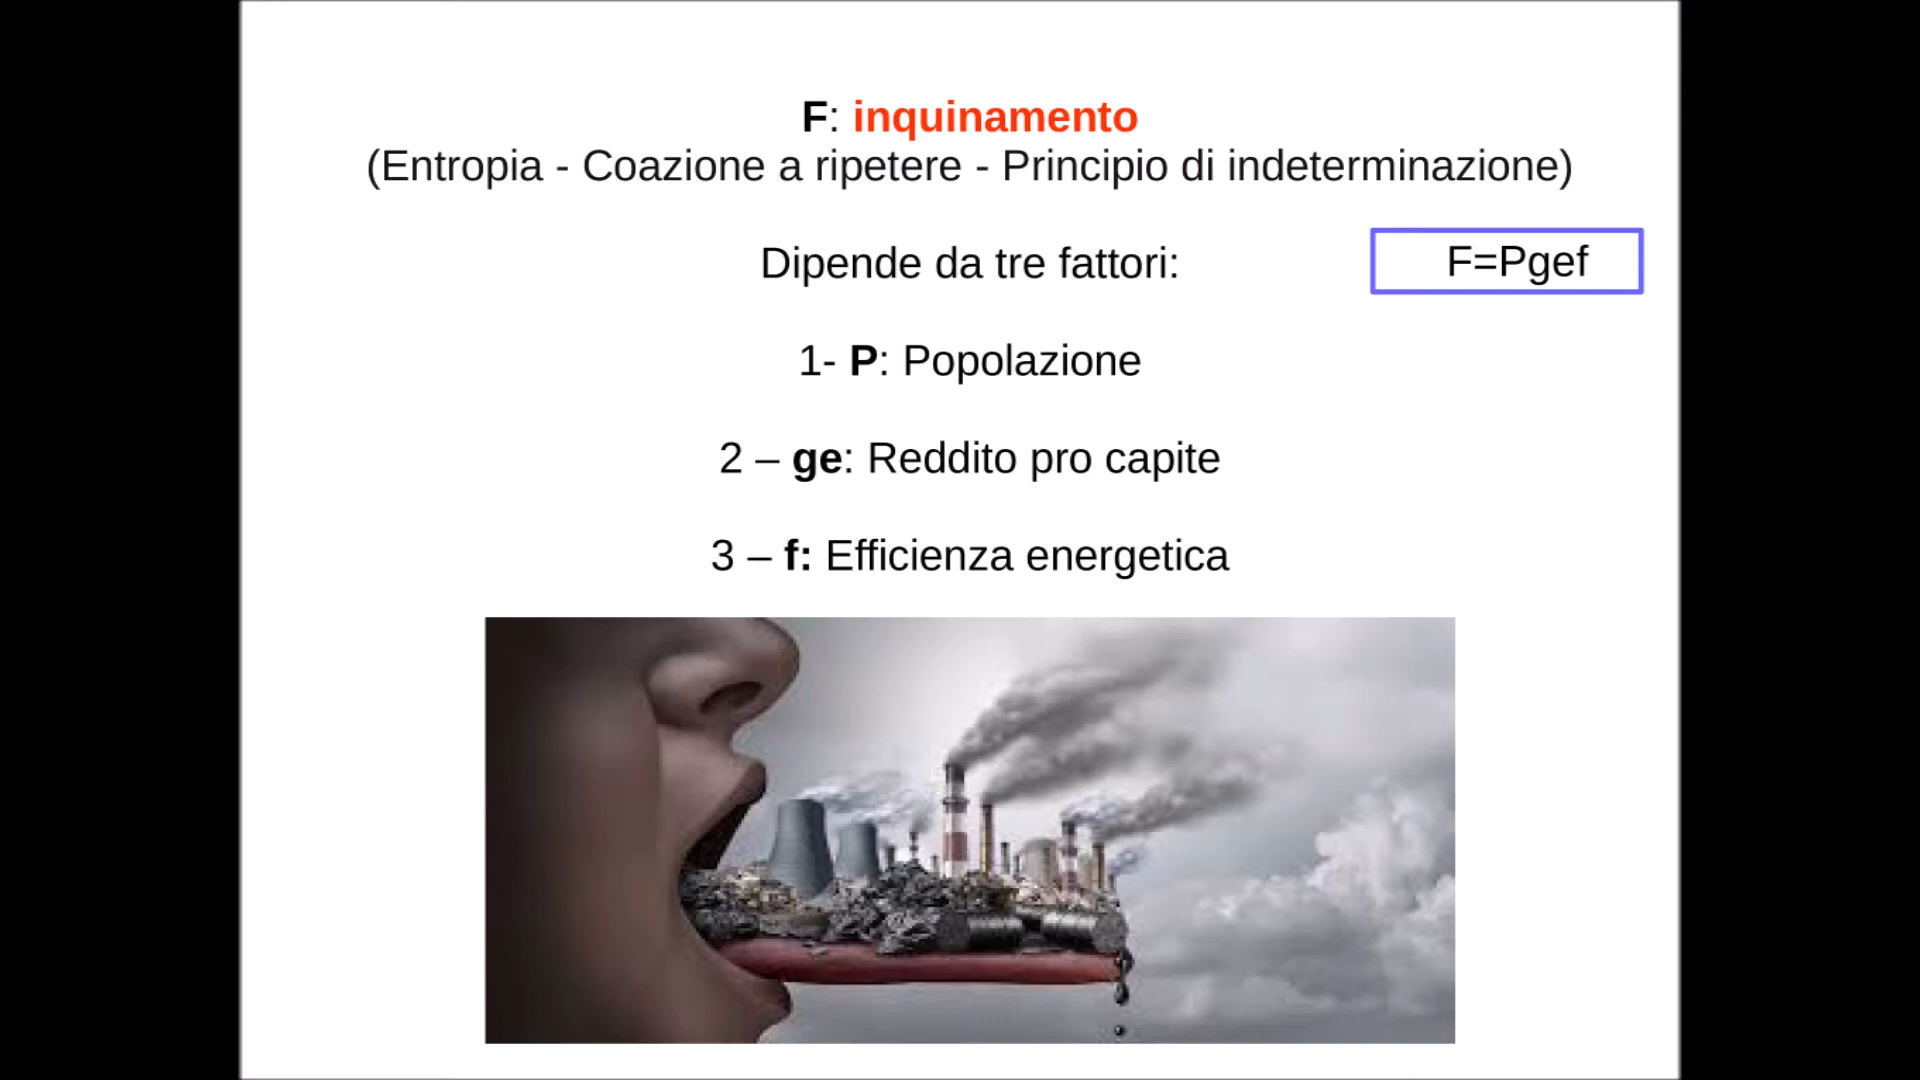 F: inquinamento
(Entropia - Coazione a ripetere - Principio di indeterminazione)
Dipende da tre fattori:
F=Pgef
1- P: Popolazione
2 – ge: Reddito pro capite
3 – f: Efficienza energetica